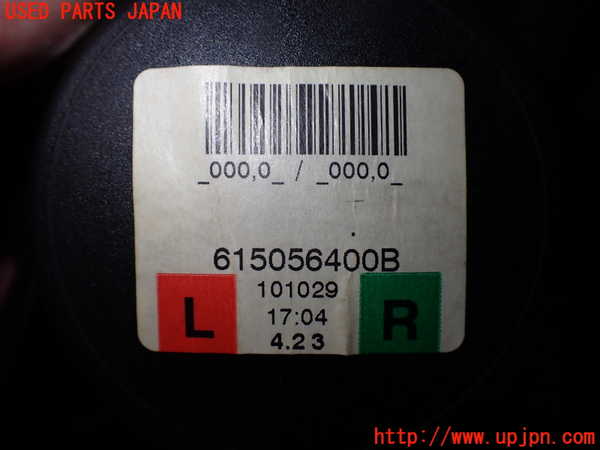 USED PARTS JAPAN
_000,0_ / _000,0_
615056400B
101029
17:04
4.23
L
R
http://www.upjpn.com/